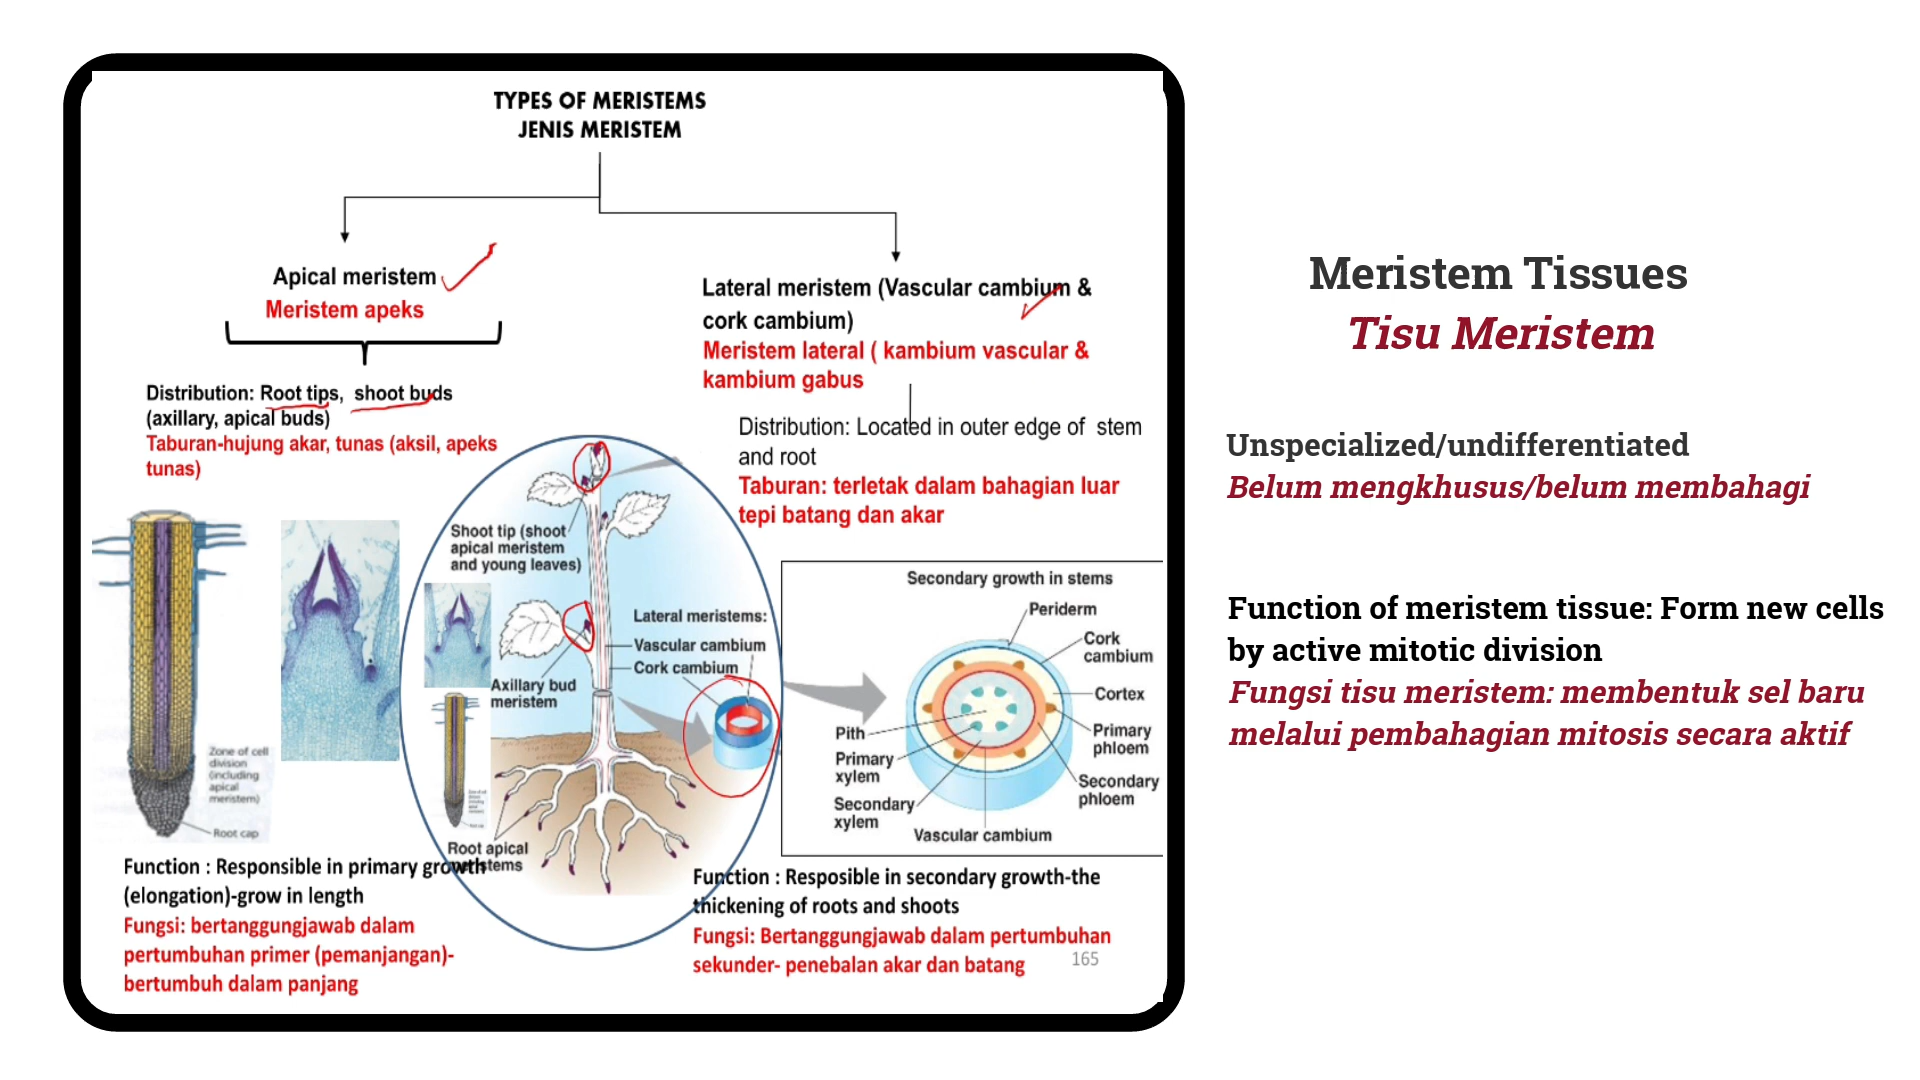 TYPES OF MERISTEMS
JENIS MERISTEM
Apical meristem
Meristem apeks
Distribution: Root tips, shoot buds
(axillary, apical buds)
Taburan-hujung akar, tunas (aksil, apeks
tunas)
Lateral meristem (Vascular cambium &
cork cambium)
Meristem lateral ( kambium vascular &
kambium gabus
Distribution: Located in outer edge of stem
and root
Taburan: terletak dalam bahagian luar
tepi batang dan akar
Zone of cell
division
(including
apical
meristem)
Root cap
Shoot tip (shoot
apical meristem
and young leaves)
Lateral meristems:
Vascular cambium
Cork cambium
Axillary bud
meristem
Root apical
meristems
Secondary growth in stems
Periderm
Cork
cambium
Cortex
Primary
phloem
Secondary
phloem
Pith
Primary
xylem
Secondary
xylem
Vascular cambium
Function : Responsible in primary growth
(elongation)-grow in length
Fungsi: bertanggungjawab dalam
pertumbuhan primer (pemanjangan)-
bertumbuh dalam panjang
Function : Resposible in secondary growth-the
thickening of roots and shoots
Fungsi: Bertanggungjawab dalam pertumbuhan
sekunder- penebalan akar dan batang
165
Meristem Tissues
Tisu Meristem
Unspecialized/undifferentiated
Belum mengkhusus/belum membahagi
Function of meristem tissue: Form new cells
by active mitotic division
Fungsi tisu meristem: membentuk sel baru
melalui pembahagian mitosis secara aktif